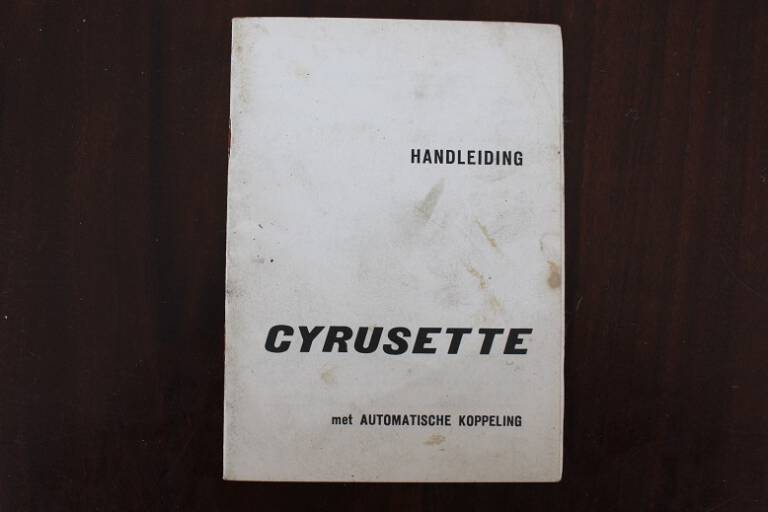 HANDLEIDING
CYRUSETTE
met AUTOMATISCHE KOPPELING